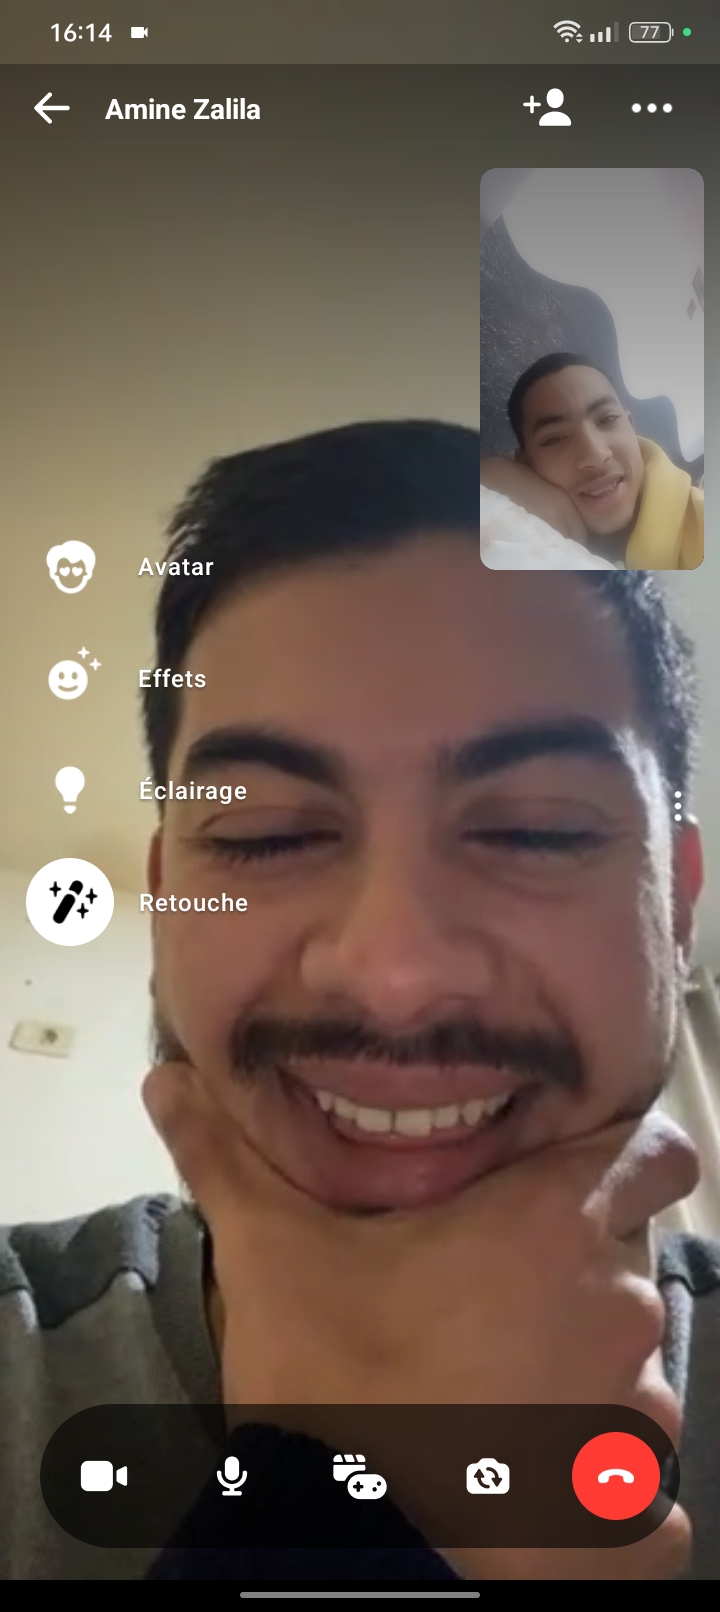 16:14
77
Amine Zalila
Avatar
Effets
Éclairage
Retouche